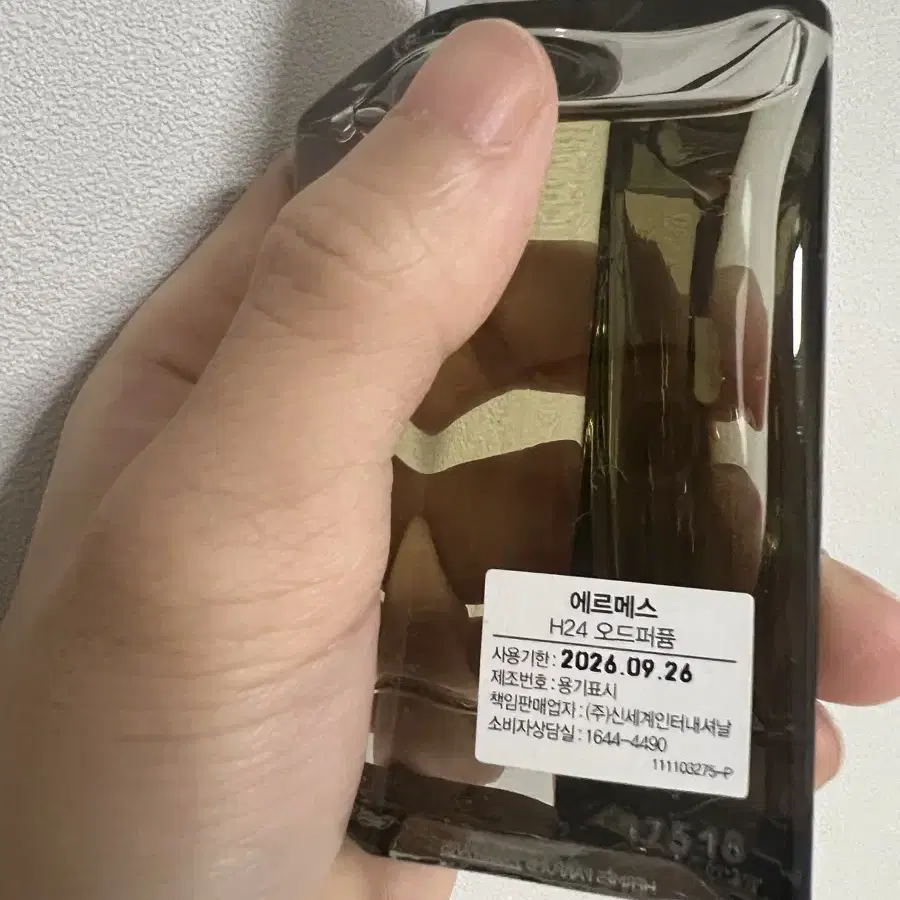 에르메스
H24 오드퍼퓸
사용기한 : 2026.09.26
제조번호 : 용기표시
책임판매업자 : (주)신세계인터내셔날
소비자상담실 : 1644-4490
111103275-P